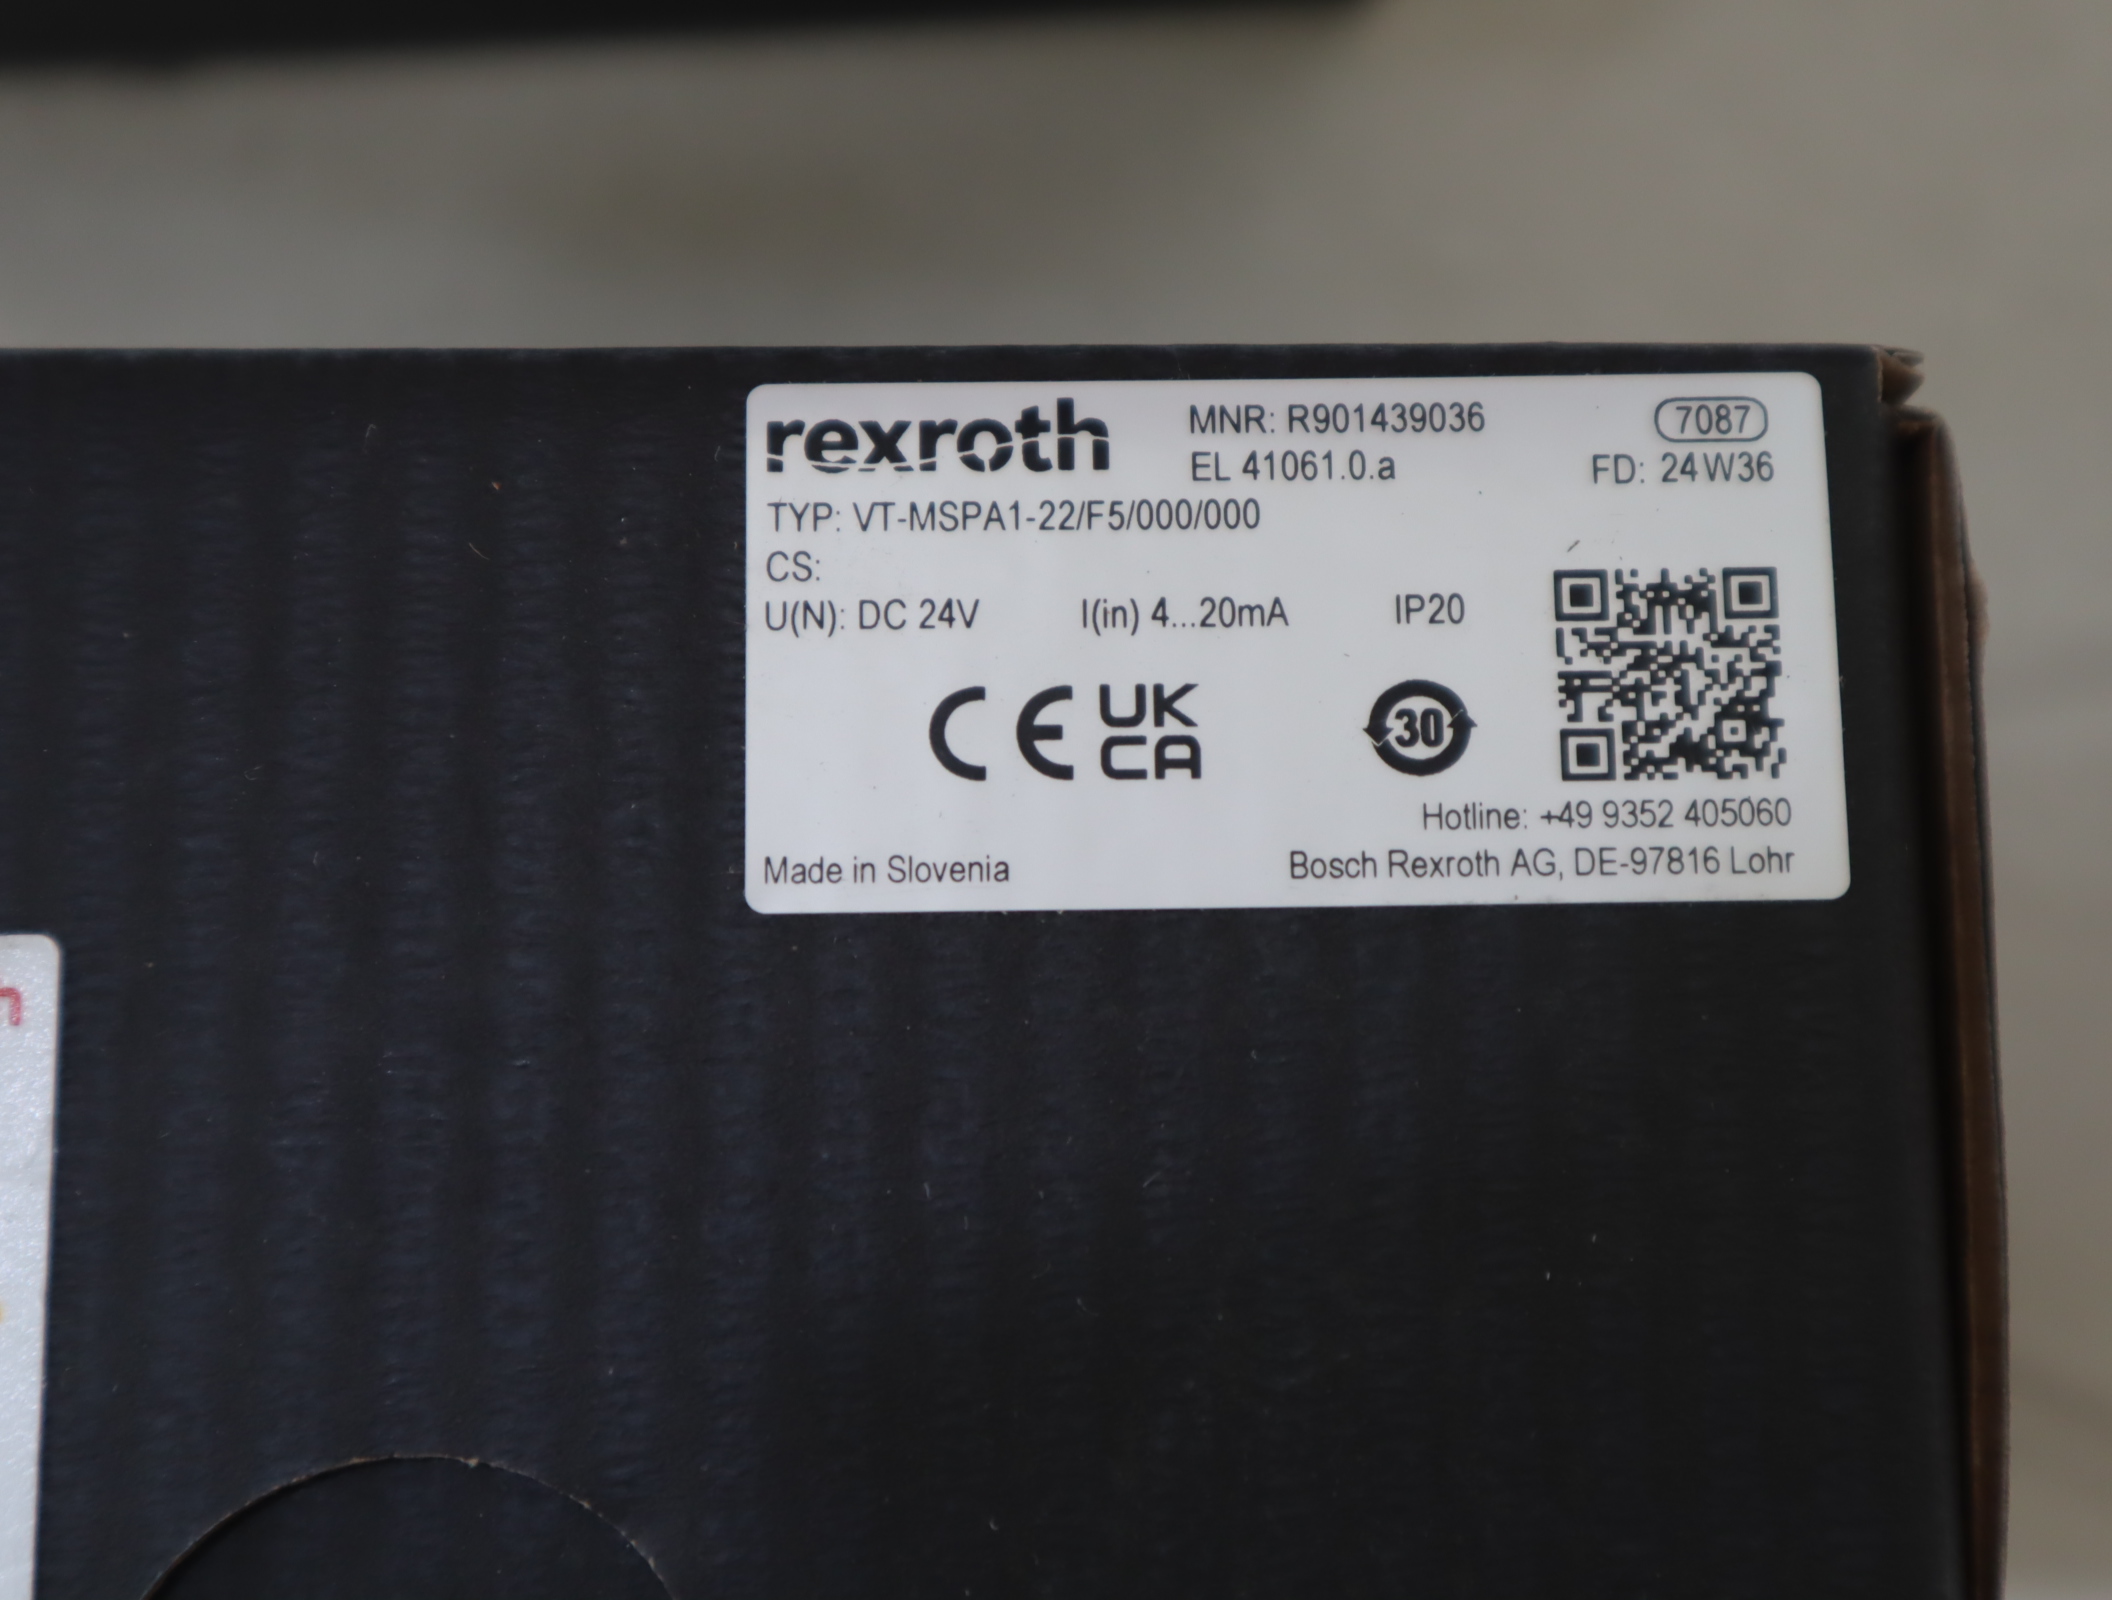 rexroth
MNR: R901439036
7087
EL 41061.0.a
FD: 24W36
TYP: VT-MSPA1-22/F5/000/000
CS:
U(N): DC 24V I(in) 4...20mA IP20
CE
UK
CA
30
Hotline: +49 9352 405060
Made in Slovenia
Bosch Rexroth AG, DE-97816 Lohr